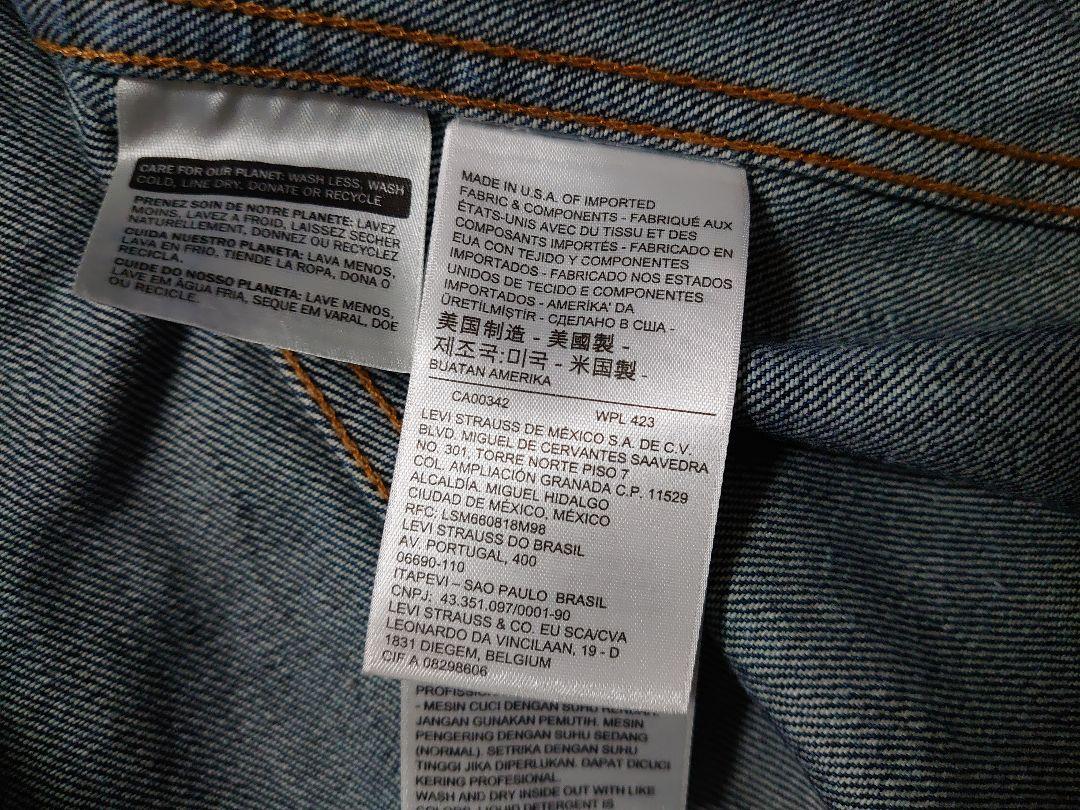 CARE FOR OUR PLANET: WASH LESS, WASH
COLD, LINE DRY, DONATE OR RECYCLE
PRENEZ SOIN DE NOTRE PLANETE: LAVEZ
MOINS, LAVEZ A FROID, LAISSEZ SECHER
NATURELLEMENT, DONNEZ OU RECYCLEZ
CUIDA NUESTRO PLANETA: LAVA MENOS,
LAVA EN FRIO, TIENDE LA ROPA, DONA O
RECICLA.
CUIDE DO NOSSO PLANETA: LAVE MENOS,
LAVE EM ÁGUA FRIA, SEQUE EM VARAL, DOE
OU RECICLE.
MADE IN U.S.A. OF IMPORTED
FABRIC & COMPONENTS - FABRIQUÉ AUX
ÉTATS-UNIS AVEC DU TISSU ET DES
COMPOSANTS IMPORTÉS - FABRICADO EN
EUA CON TEJIDO Y COMPONENTES
IMPORTADOS - FABRICADO NOS ESTADOS
UNIDOS DE TECIDO E COMPONENTES
IMPORTADOS - AMERİKA' DA
ÜRETİLMİŞTİR - СДЕЛАНО В США -
美国制造 - 美國製 -
제조국:미국 - 米国製 -
BUATAN AMERIKA
CA00342 WPL 423
LEVI STRAUSS DE MÉXICO S.A. DE C.V.
BLVD. MIGUEL DE CERVANTES SAAVEDRA
NO. 301, TORRE NORTE PISO 7
COL. AMPLIACIÓN GRANADA C.P. 11529
ALCALDÍA. MIGUEL HIDALGO
CIUDAD DE MÉXICO, MÉXICO
RFC: LSM660818M98
LEVI STRAUSS DO BRASIL
AV. PORTUGAL, 400
06690-110
ITAPEVI – SAO PAULO BRASIL
CNPJ: 43.351.097/0001-90
LEVI STRAUSS & CO. EU SCA/CVA
LEONARDO DA VINCILAAN, 19 - D
1831 DIEGEM, BELGIUM
CIF A 08298606
- MESIN CUCI DENGAN SUHU
JANGAN GUNAKAN PEMUTIH. MESIN
PENGERING DENGAN SUHU SEDANG
(NORMAL). SETRIKA DENGAN SUHU
TINGGI JIKA DIPERLUKAN. DAPAT DICUCI
KERING PROFESIONAL.
WASH AND DRY INSIDE OUT WITH LIKE
COLORS. LIQUID DETERGENT IS